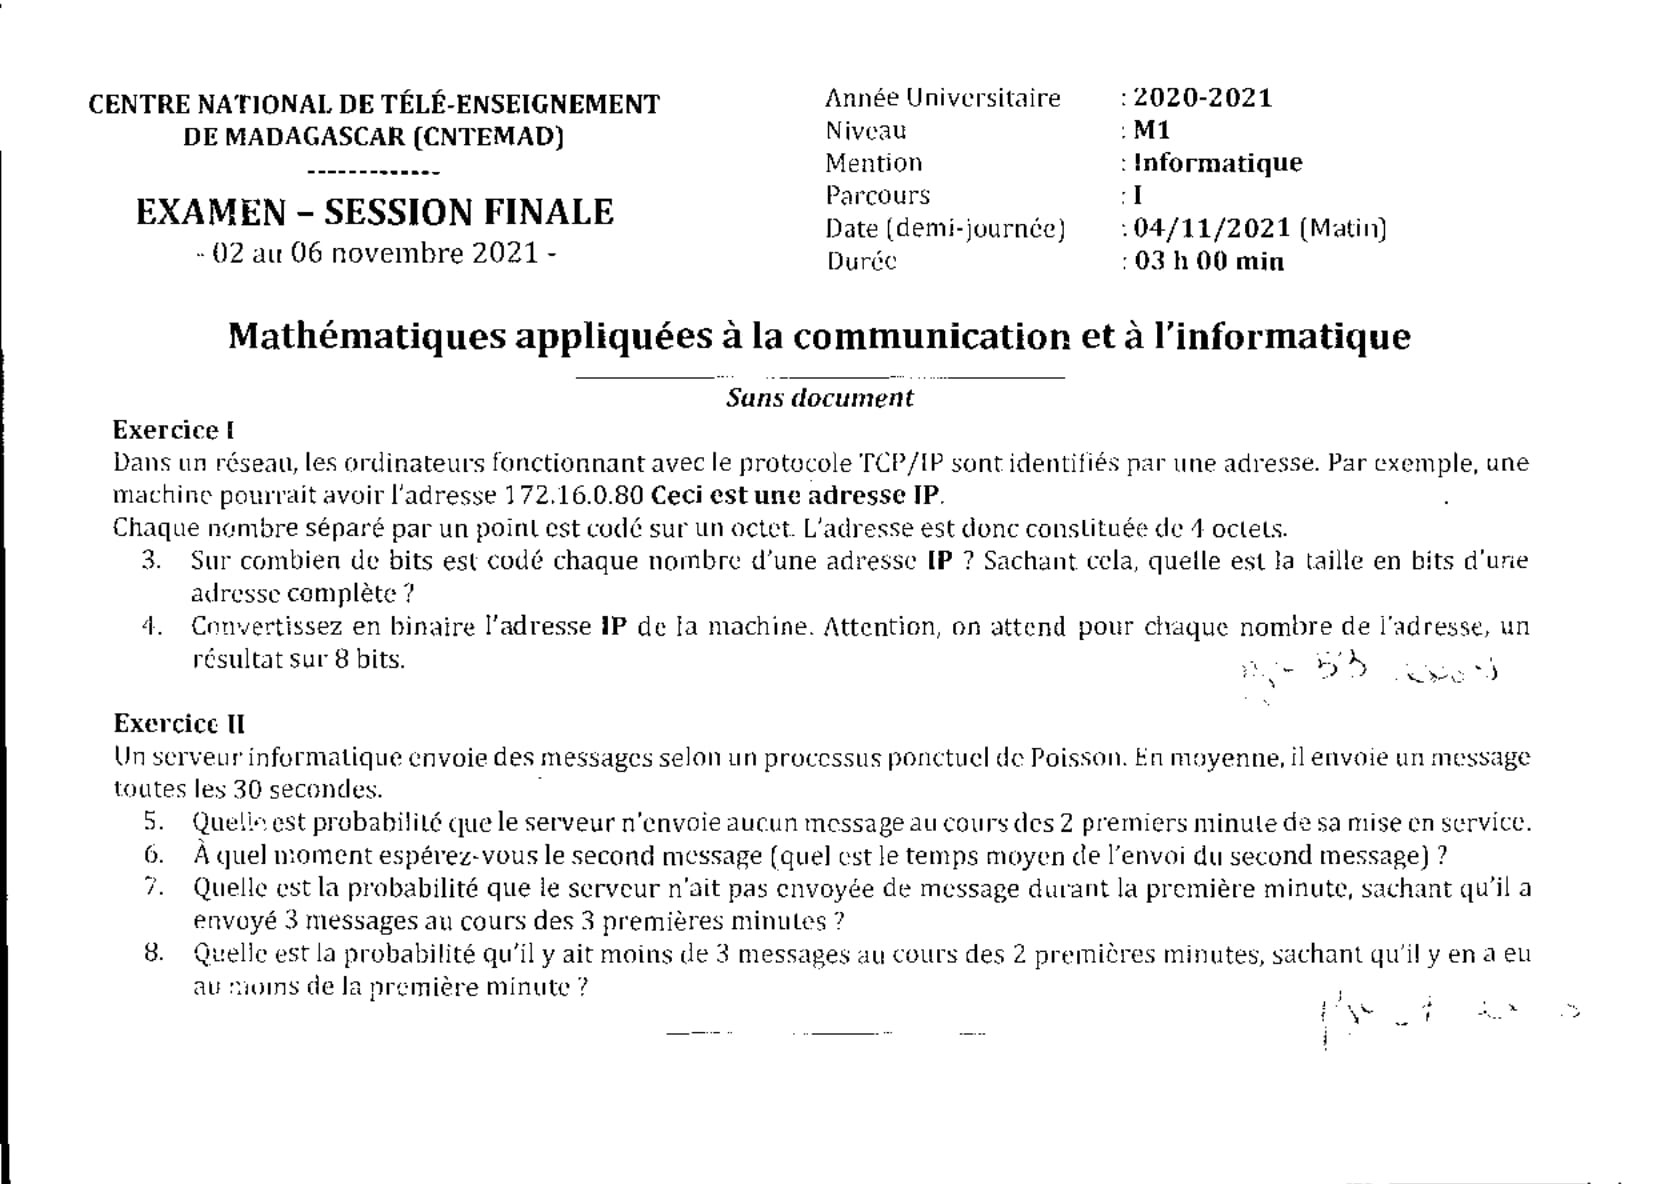 CENTRE NATIONAL DE TÉLÉ-ENSEIGNEMENT
DE MADAGASCAR (CNTEMAD)
-------------
EXAMEN – SESSION FINALE
- 02 au 06 novembre 2021 -
Année Universitaire : 2020-2021
Niveau : M1
Mention : Informatique
Parcours : I
Date (demi-journée) : 04/11/2021 (Matin)
Durée : 03 h 00 min
Mathématiques appliquées à la communication et à l'informatique
Sans document
Exercice I
Dans un réseau, les ordinateurs fonctionnant avec le protocole TCP/IP sont identifiés par une adresse. Par exemple, une
machine pourrait avoir l'adresse 172.16.0.80 Ceci est une adresse IP.
Chaque nombre séparé par un point est codé sur un octet. L'adresse est donc constituée de 4 octets.
3. Sur combien de bits est codé chaque nombre d'une adresse IP ? Sachant cela, quelle est la taille en bits d'une
adresse complète ?
4. Convertissez en binaire l'adresse IP de la machine. Attention, on attend pour chaque nombre de l'adresse, un
résultat sur 8 bits.
Exercice II
Un serveur informatique envoie des messages selon un processus ponctuel de Poisson. En moyenne, il envoie un message
toutes les 30 secondes.
5. Quelle est probabilité que le serveur n'envoie aucun message au cours des 2 premiers minute de sa mise en service.
6. À quel moment espérez-vous le second message (quel est le temps moyen de l'envoi du second message) ?
7. Quelle est la probabilité que le serveur n'ait pas envoyée de message durant la première minute, sachant qu'il a
envoyé 3 messages au cours des 3 premières minutes ?
8. Quelle est la probabilité qu'il y ait moins de 3 messages au cours des 2 premières minutes, sachant qu'il y en a eu
au moins de la première minute ?